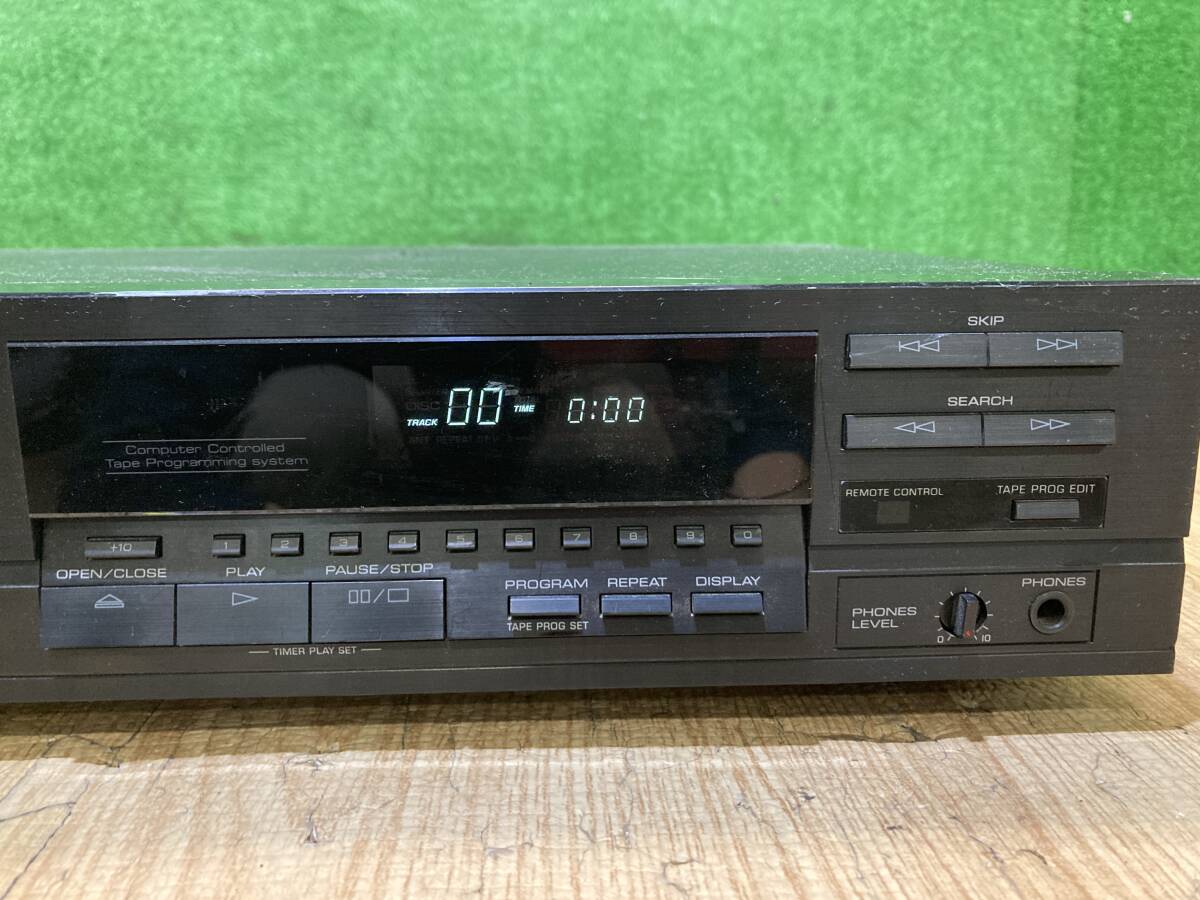 SKIP
SEARCH
DISC
TRACK 00 TIME 0:00
Computer Controlled
Tape Programming system
REMOTE CONTROL
TAPE PROG EDIT
+10 1 2 3 4 5 6 7 8 9 0
OPEN/CLOSE PLAY PAUSE/STOP
PROGRAM REPEAT DISPLAY
TAPE PROG SET
TIMER PLAY SET
PHONES
LEVEL
0 10
PHONES